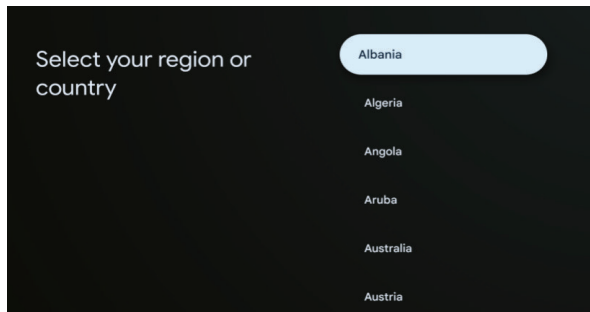 Select your region or
country
Albania
Algeria
Angola
Aruba
Australia
Austria